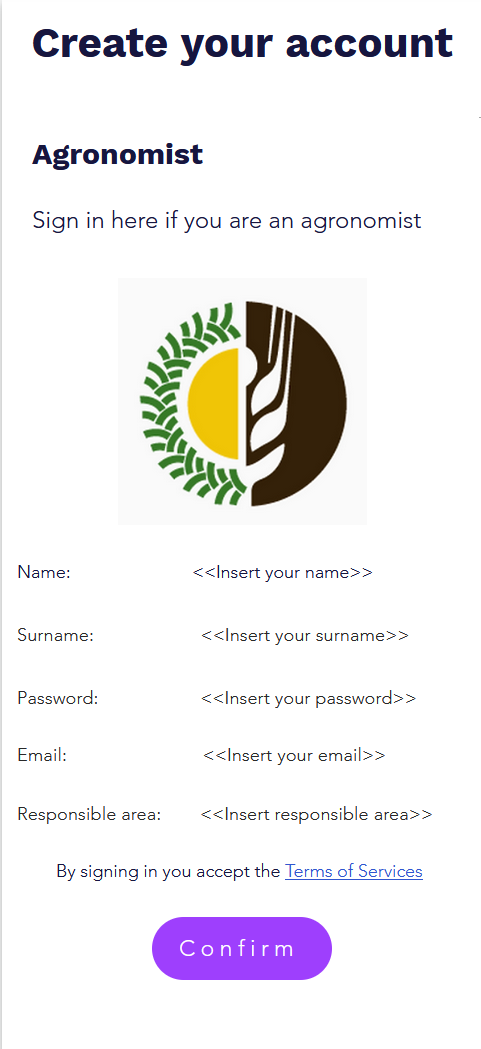 Create your account
Agronomist
Sign in here if you are an agronomist
Name: <<Insert your name>>
Surname: <<Insert your surname>>
Password: <<Insert your password>>
Email: <<Insert your email>>
Responsible area: <<Insert responsible area>>
By signing in you accept the Terms of Services
Confirm